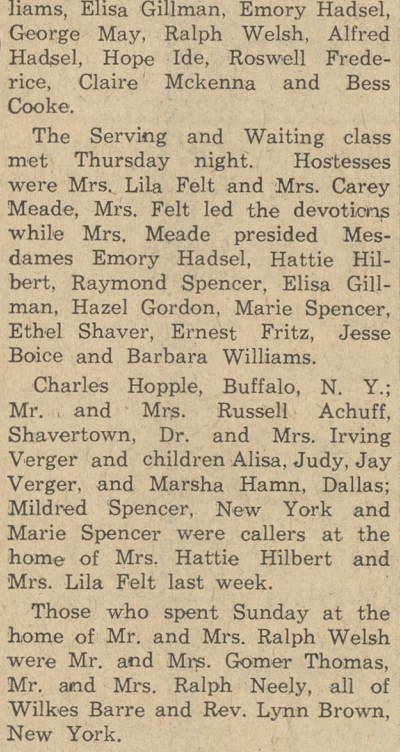 liams, Elisa Gillman, Emory Hadsel,
George May, Ralph Welsh, Alfred
Hadsel, Hope Ide, Roswell Frede-
rice, Claire Mckenna and Bess
Cooke.
The Serving and Waiting class
met Thursday night. Hostesses
were Mrs. Lila Felt and Mrs. Carey
Meade, Mrs. Felt led the devotions
while Mrs. Meade presided Mes-
dames Emory Hadsel, Hattie Hil-
bert, Raymond Spencer, Elisa Gill-
man, Hazel Gordon, Marie Spencer,
Ethel Shaver, Ernest Fritz, Jesse
Boice and Barbara Williams.
Charles Hopple, Buffalo, N. Y.;
Mr. and Mrs. Russell Achuff,
Shavertown, Dr. and Mrs. Irving
Verger and children Alisa, Judy, Jay
Verger, and Marsha Hamn, Dallas;
Mildred Spencer, New York and
Marie Spencer were callers at the
home of Mrs. Hattie Hilbert and
Mrs. Lila Felt last week.
Those who spent Sunday at the
home of Mr. and Mrs. Ralph Welsh
were Mr. and Mrs. Gomer Thomas,
Mr. and Mrs. Ralph Neely, all of
Wilkes Barre and Rev. Lynn Brown,
New York.